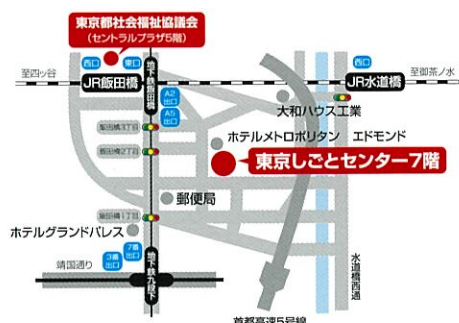 東京都社会福祉協議会
(セントラルプラザ5階)
西口
東口
西口
至四ッ谷
JR飯田橋
地下鉄飯田橋
JR水道橋
至御茶ノ水
A2
出口
A5
出口
大和ハウス工業
飯田橋3丁目
ホテルメトロポリタン エドモンド
飯田橋2丁目
東京しごとセンター7階
郵便局
飯田橋1丁目
ホテルグランドパレス
7番
出口
3番
出口
靖国通り
地下鉄九段下
水道橋西通
首都高速5号線